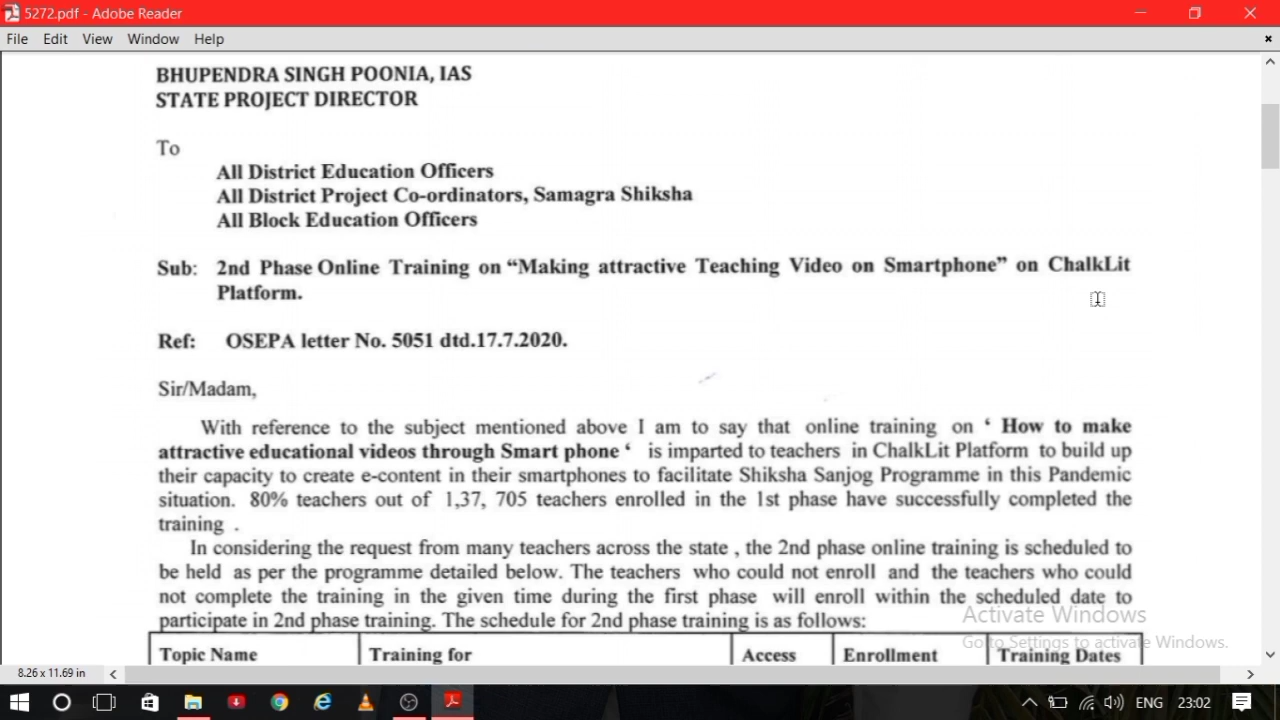 5272.pdf - Adobe Reader
File Edit View Window Help
BHUPENDRA SINGH POONIA, IAS
STATE PROJECT DIRECTOR
To
All District Education Officers
All District Project Co-ordinators, Samagra Shiksha
All Block Education Officers
Sub: 2nd Phase Online Training on “Making attractive Teaching Video on Smartphone” on ChalkLit
Platform.
Ref: OSEPA letter No. 5051 dtd.17.7.2020.
Sir/Madam,
With reference to the subject mentioned above I am to say that online training on ‘ How to make
attractive educational videos through Smart phone ‘ is imparted to teachers in ChalkLit Platform to build up
their capacity to create e-content in their smartphones to facilitate Shiksha Sanjog Programme in this Pandemic
situation. 80% teachers out of 1,37, 705 teachers enrolled in the 1st phase have successfully completed the
training .
In considering the request from many teachers across the state , the 2nd phase online training is scheduled to
be held as per the programme detailed below. The teachers who could not enroll and the teachers who could
not complete the training in the given time during the first phase will enroll within the scheduled date to
participate in 2nd phase training. The schedule for 2nd phase training is as follows:
Topic Name Training for Access Enrollment Training Dates
Activate Windows
Go to Settings to activate Windows.
8.26 x 11.69 in
ENG 23:02